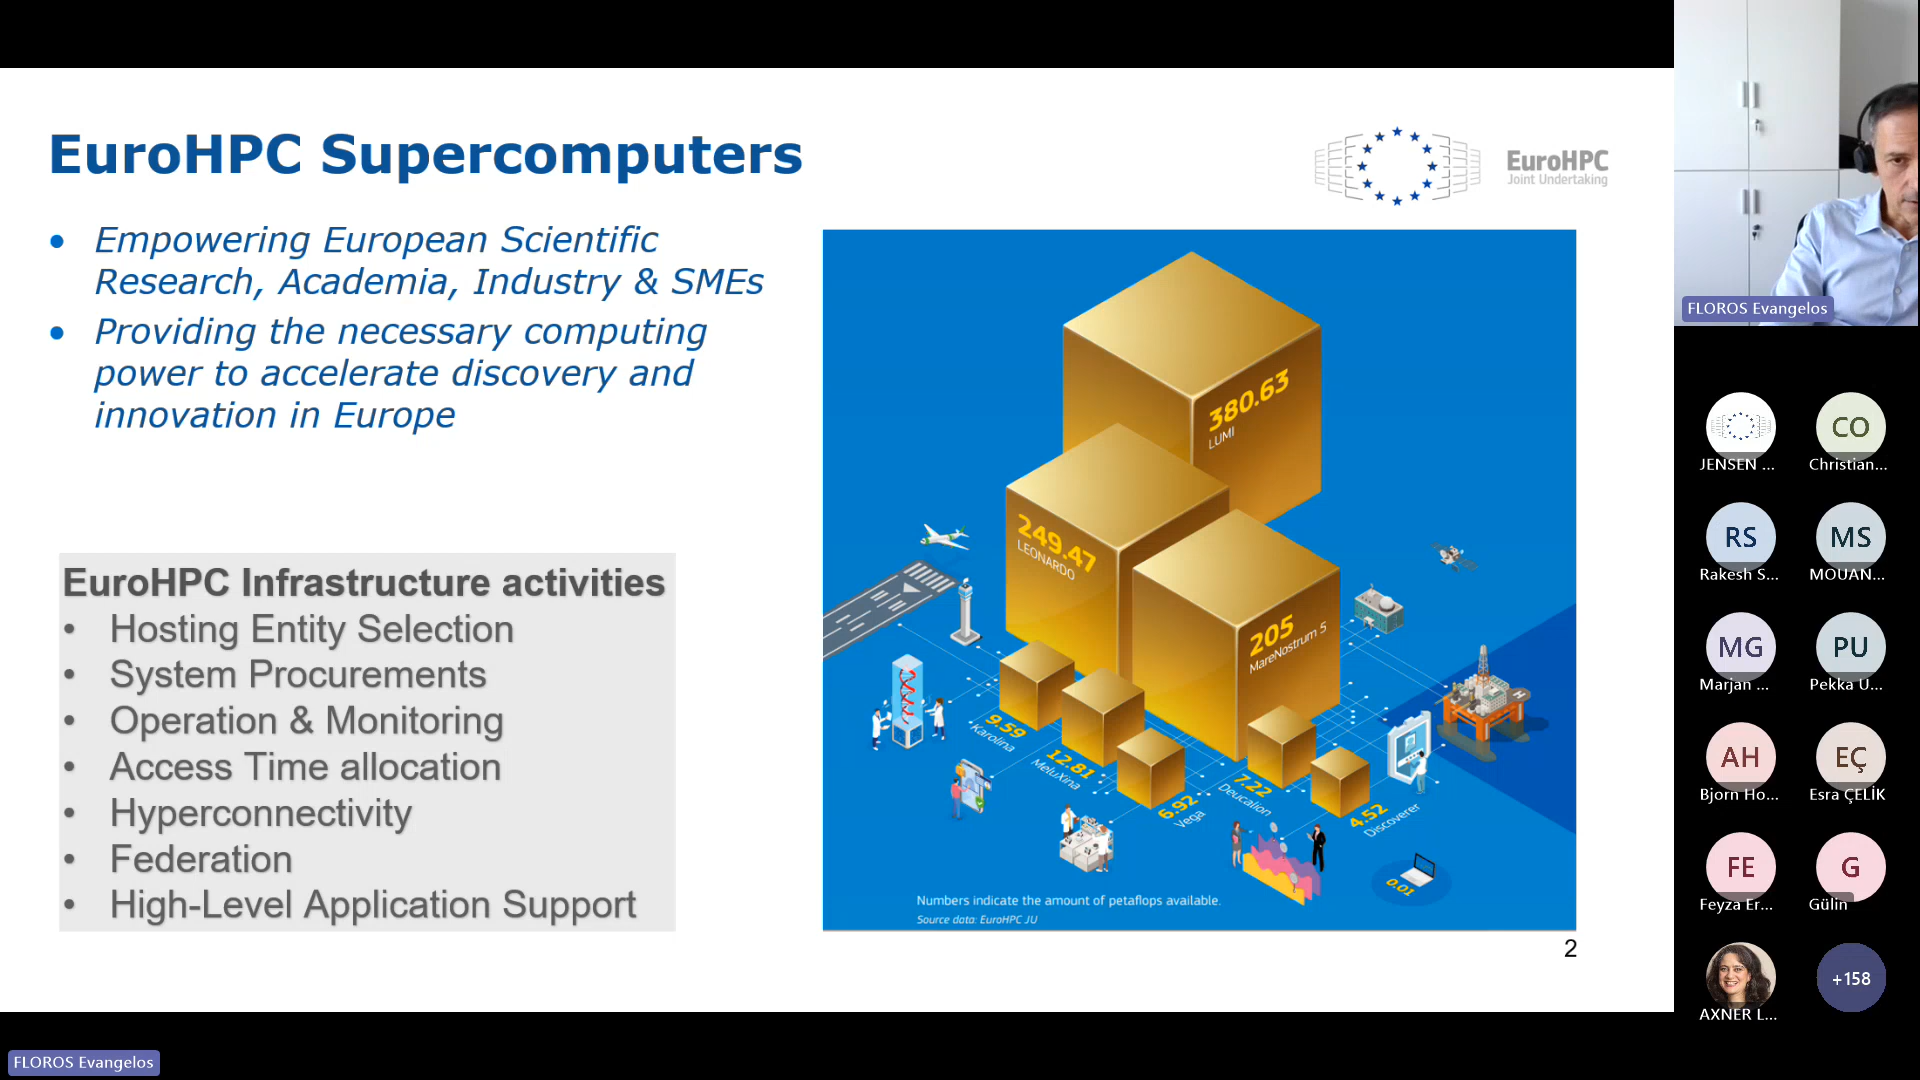 EuroHPC Supercomputers
EuroHPC
Joint Undertaking
• Empowering European Scientific
Research, Academia, Industry & SMEs
• Providing the necessary computing
power to accelerate discovery and
innovation in Europe
EuroHPC Infrastructure activities
• Hosting Entity Selection
• System Procurements
• Operation & Monitoring
• Access Time allocation
• Hyperconnectivity
• Federation
• High-Level Application Support
380.63
LUMI
249.47
LEONARDO
205
MareNostrum 5
9.59
Karolina
12.81
MeluXina
6.92
Vega
7.22
Deucalion
4.52
Discoverer
0.01
H
Numbers indicate the amount of petaflops available.
Source data: EuroHPC JU
2
FLOROS Evangelos
JENSEN ...
CO
Christian...
RS
Rakesh S...
MS
MOUAN...
MG
Marjan ...
PU
Pekka U...
AH
Bjorn Ho...
EÇ
Esra ÇELİK
FE
Feyza Er...
G
Gülin
AXNER L...
+158
FLOROS Evangelos